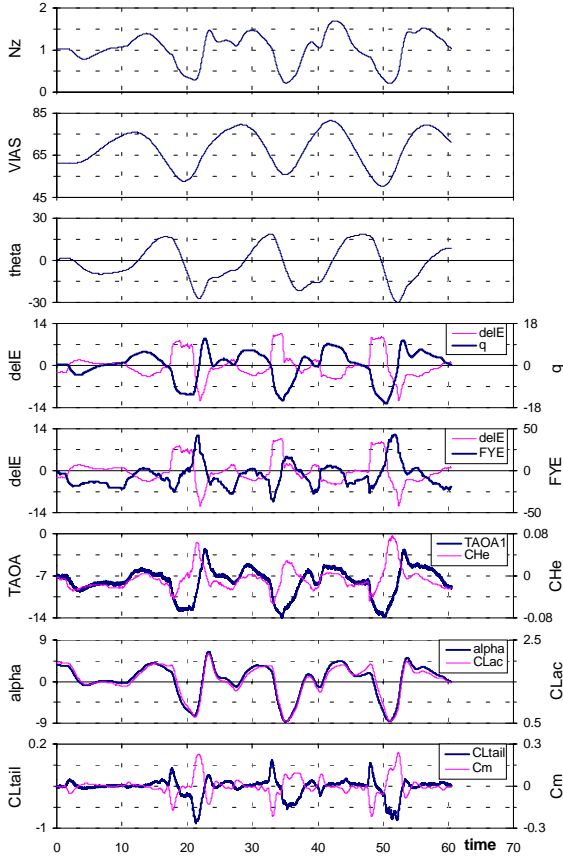 2
1
0
Nz
85
65
45
VIAS
30
0
-30
theta
14
0
-14
delE
delE
q
18
0
-18
q
14
0
-14
delE
delE
FYE
50
0
-50
FYE
0
-7
-14
TAOA
TAOA1
CHe
0.08
0
-0.08
CHe
9
0
-9
alpha
alpha
CLac
2.5
0.5
CLac
0.2
-1
CLtail
CLtail
Cm
0.3
0
-0.3
Cm
0 10 20 30 40 50 60 time 70